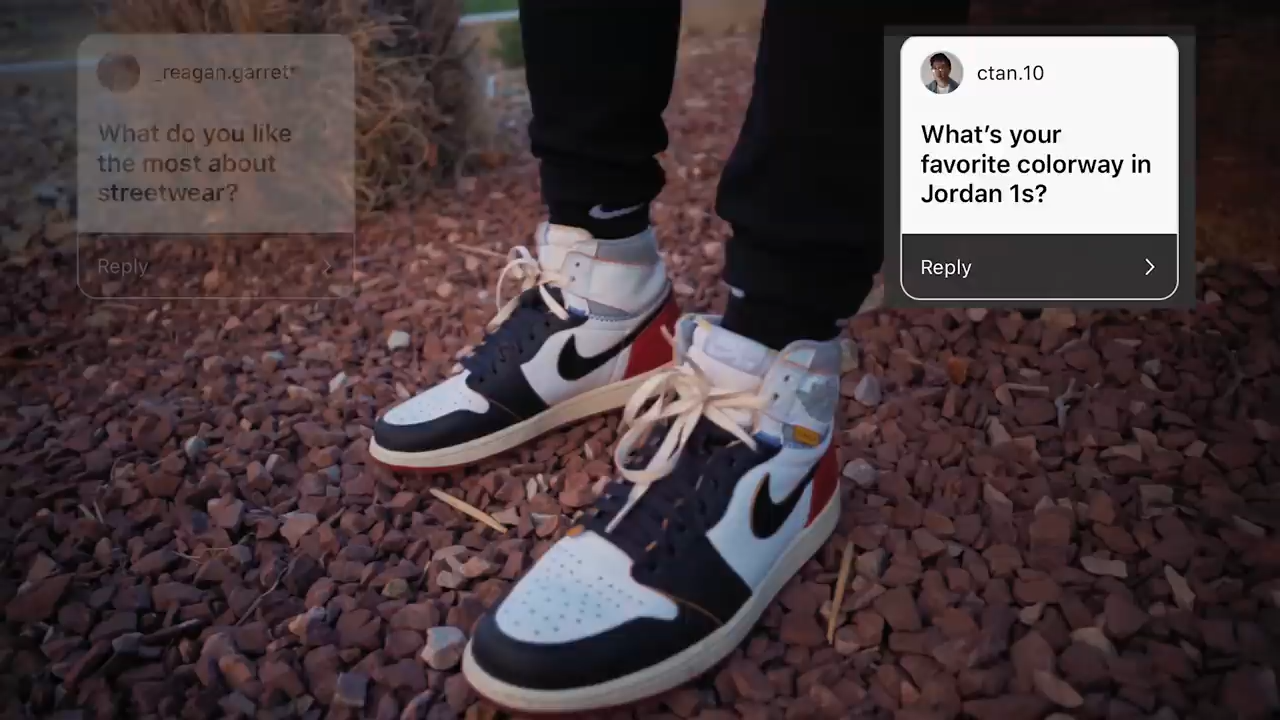 _reagan.garrett
What do you like
the most about
streetwear?
Reply
ctan.10
What's your
favorite colorway in
Jordan 1s?
Reply